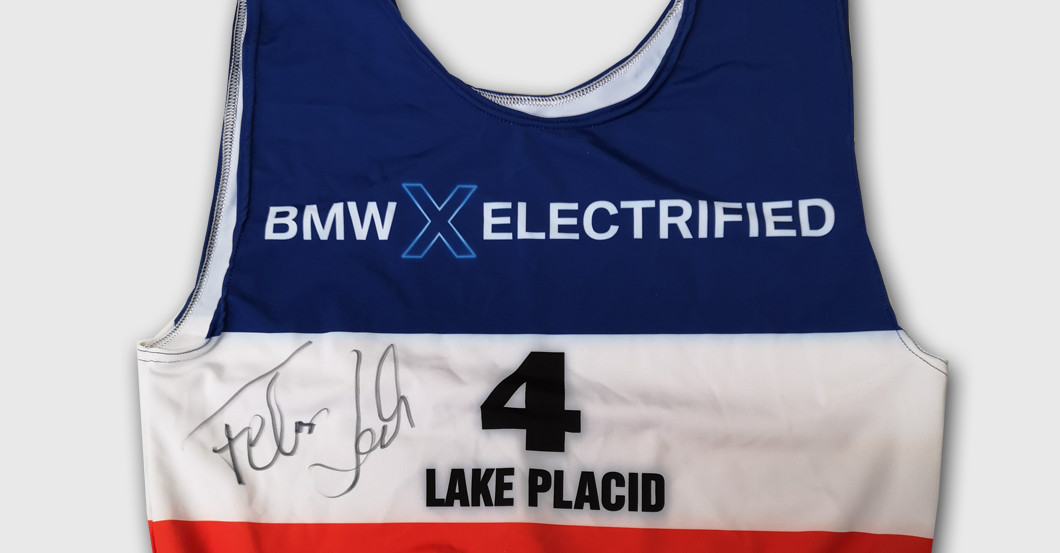 BMW X ELECTRIFIED
4
LAKE PLACID